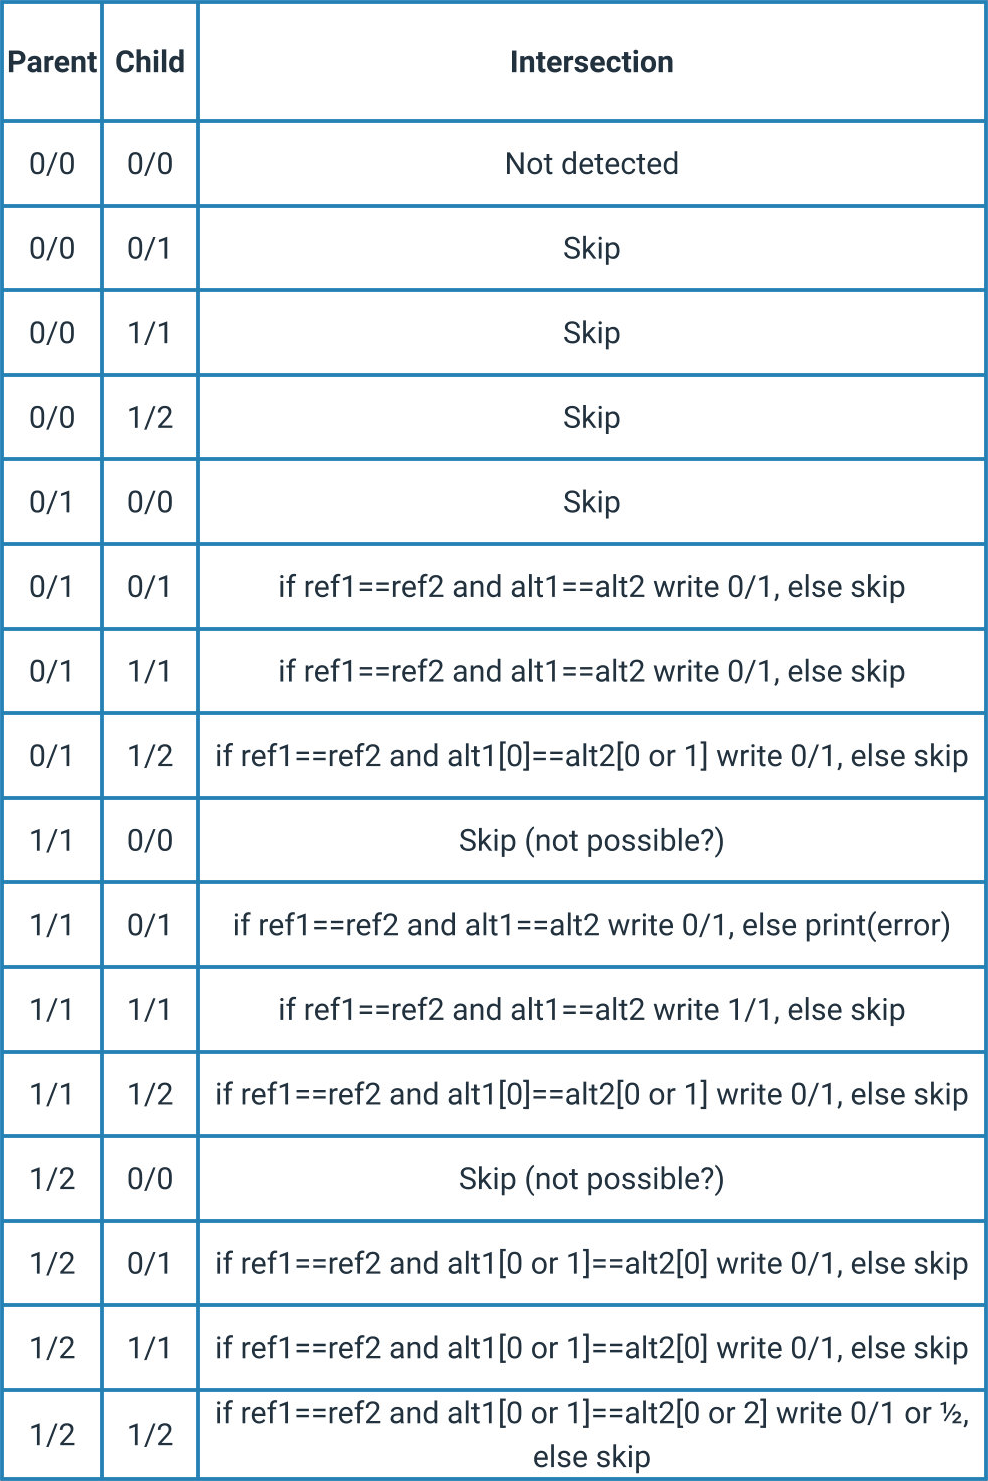 Parent Child Intersection
0/0 0/0 Not detected
0/0 0/1 Skip
0/0 1/1 Skip
0/0 1/2 Skip
0/1 0/0 Skip
0/1 0/1 if ref1==ref2 and alt1==alt2 write 0/1, else skip
0/1 1/1 if ref1==ref2 and alt1==alt2 write 0/1, else skip
0/1 1/2 if ref1==ref2 and alt1[0]==alt2[0 or 1] write 0/1, else skip
1/1 0/0 Skip (not possible?)
1/1 0/1 if ref1==ref2 and alt1==alt2 write 0/1, else print(error)
1/1 1/1 if ref1==ref2 and alt1==alt2 write 1/1, else skip
1/1 1/2 if ref1==ref2 and alt1[0]==alt2[0 or 1] write 0/1, else skip
1/2 0/0 Skip (not possible?)
1/2 0/1 if ref1==ref2 and alt1[0 or 1]==alt2[0] write 0/1, else skip
1/2 1/1 if ref1==ref2 and alt1[0 or 1]==alt2[0] write 0/1, else skip
1/2 1/2 if ref1==ref2 and alt1[0 or 1]==alt2[0 or 2] write 0/1 or ½,
else skip